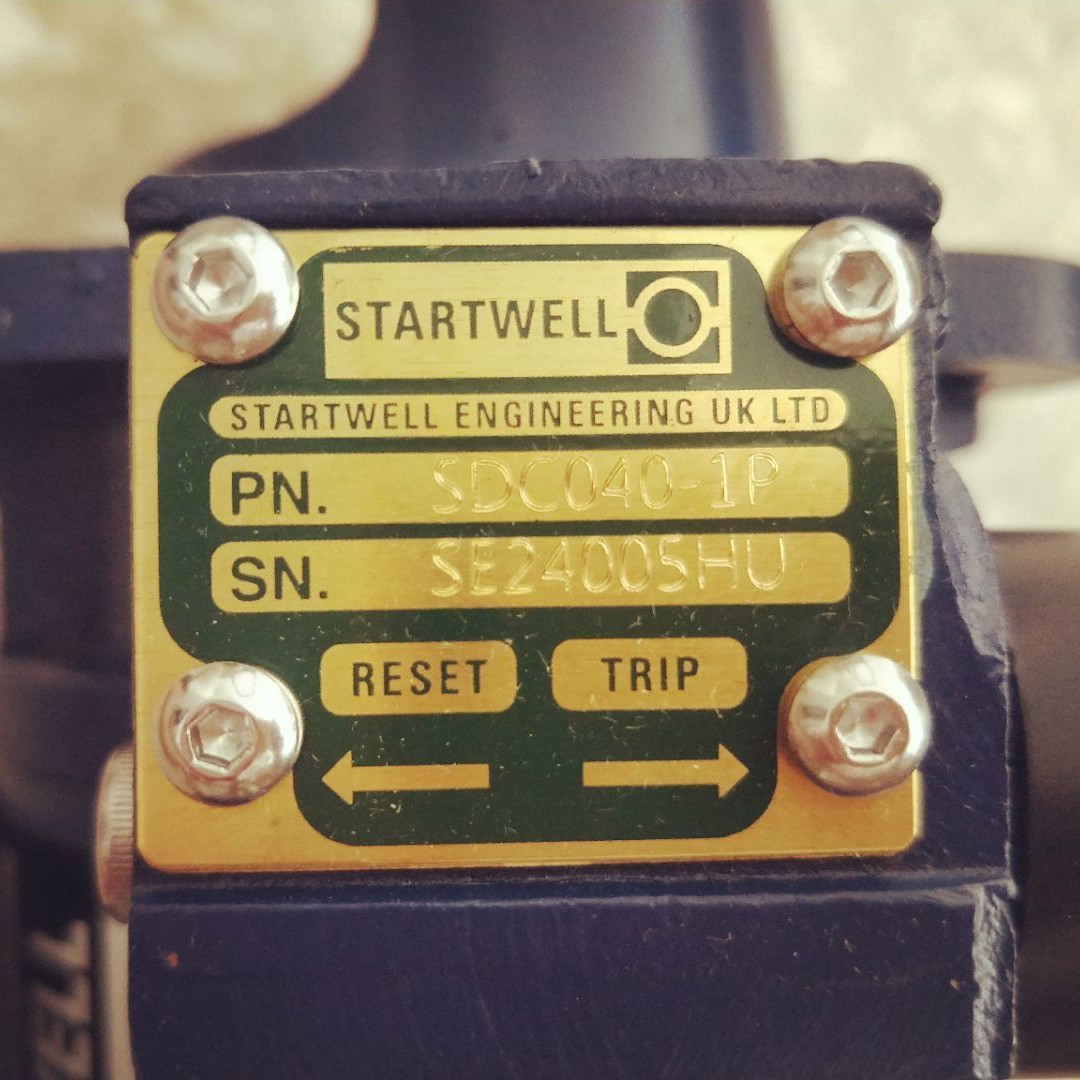 STARTWELL
STARTWELL ENGINEERING UK LTD
PN. SDC040-1P
SN. SE24005HU
RESET TRIP